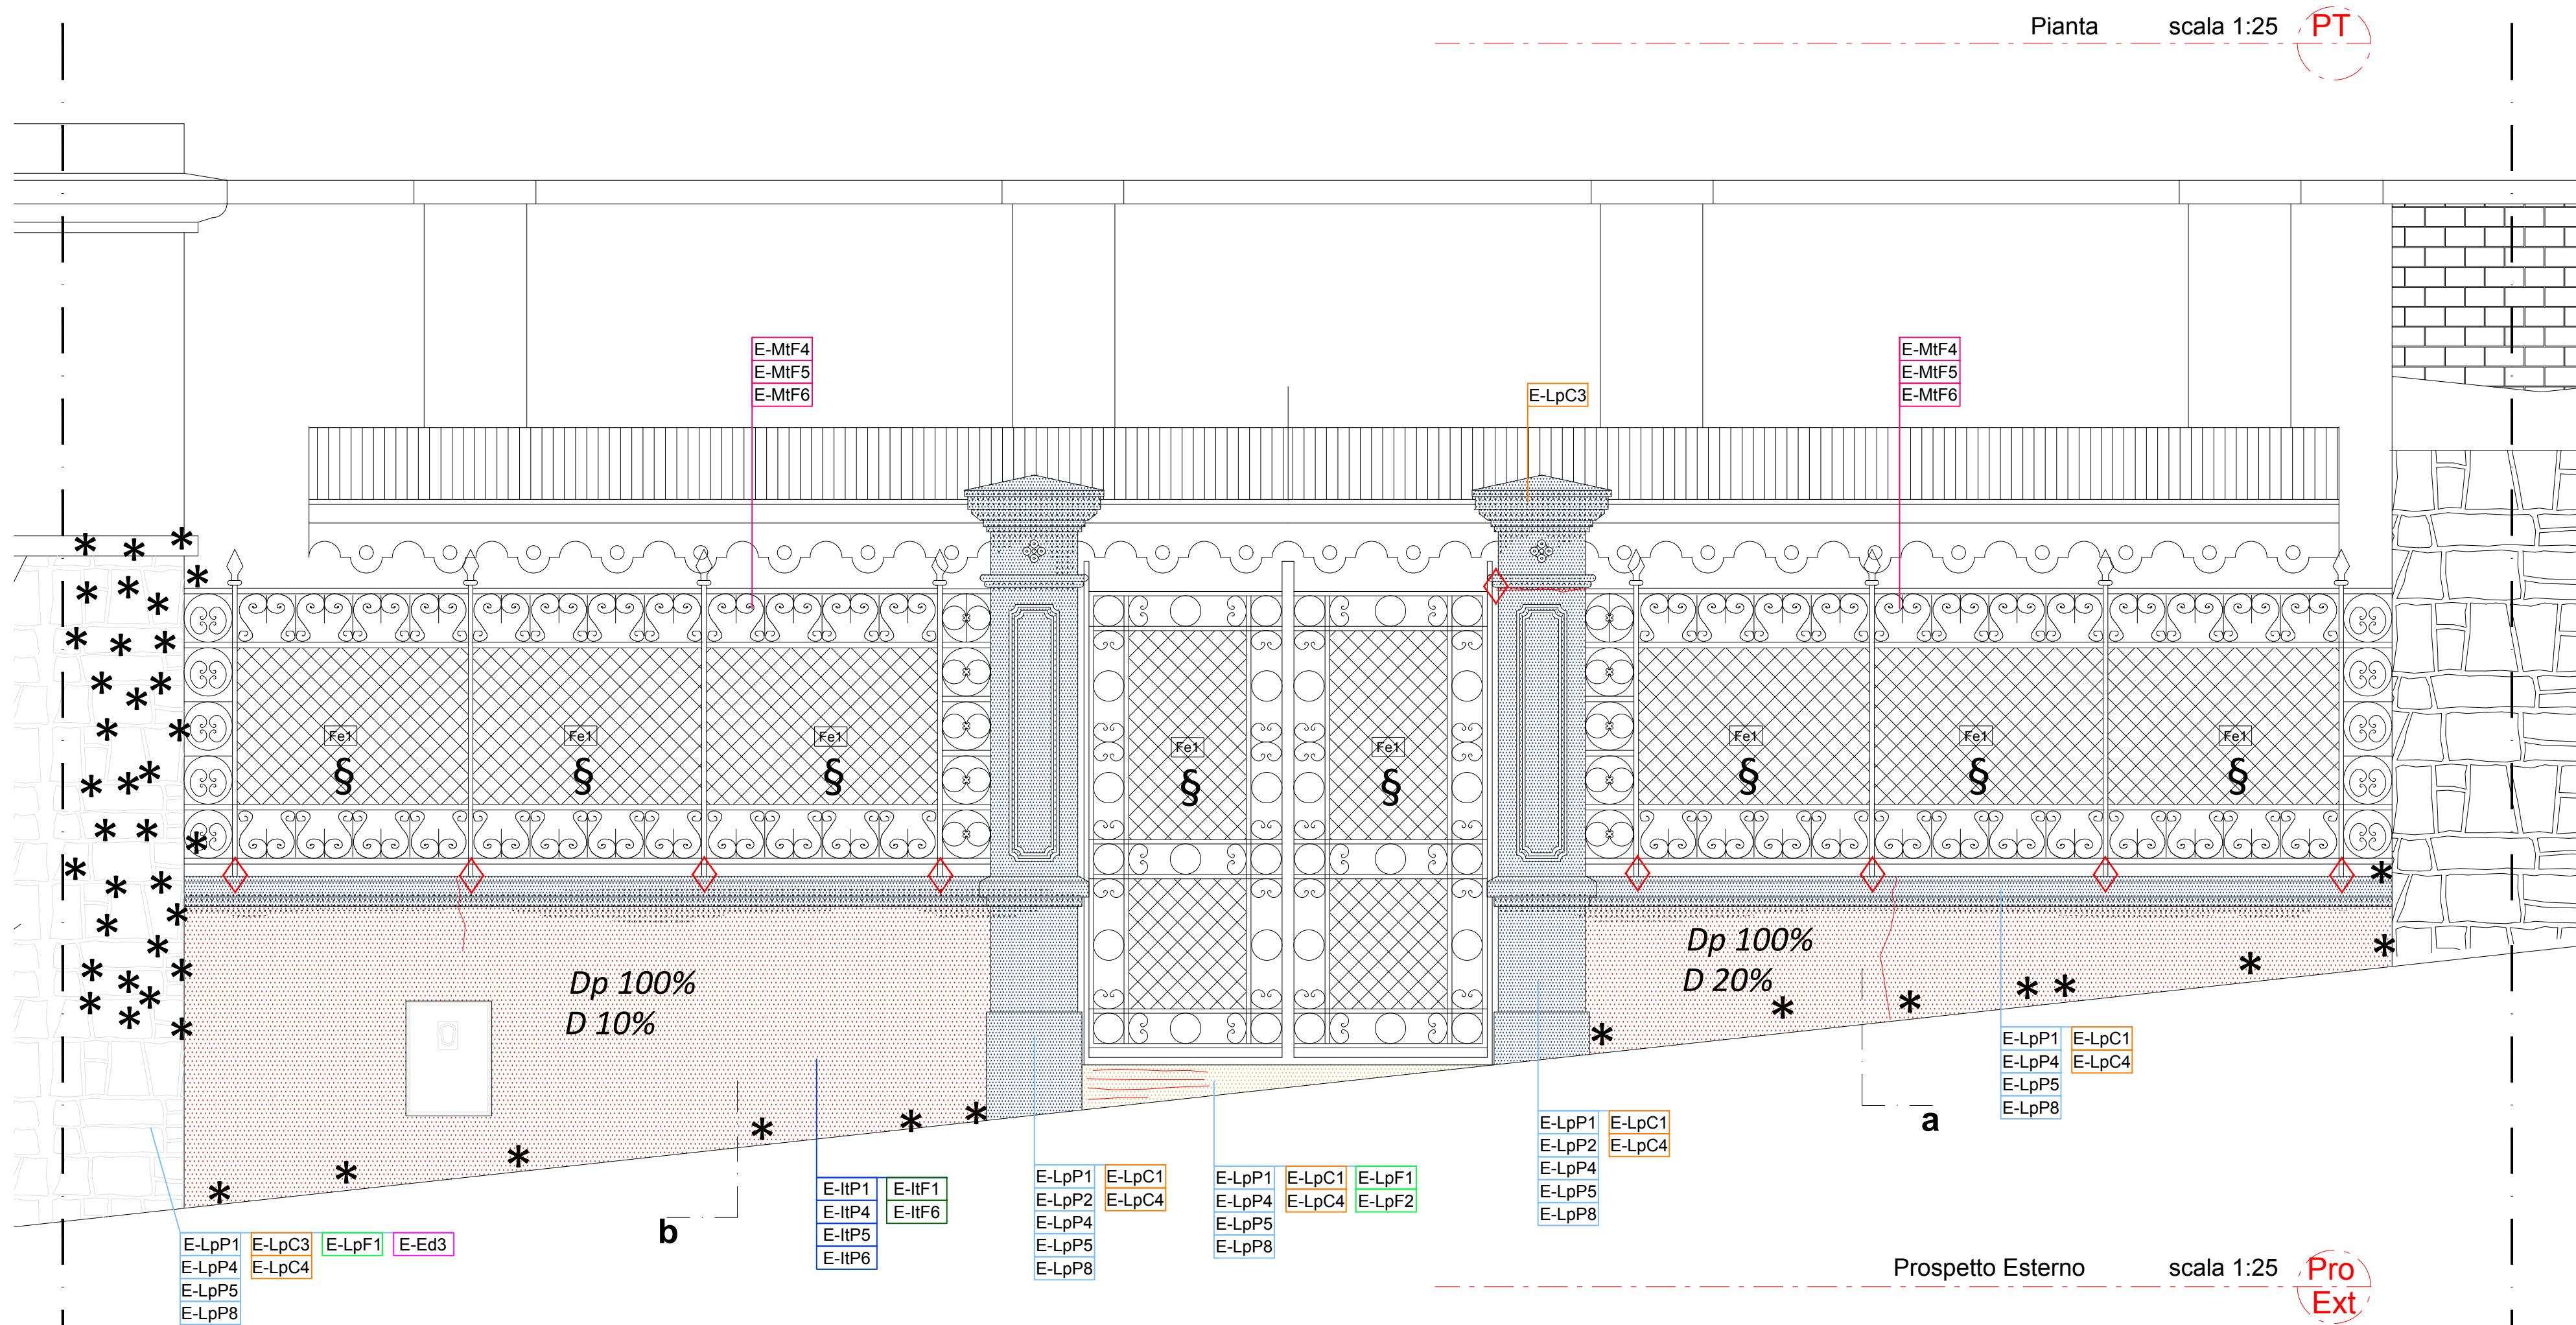 Pianta scala 1:25 PT
E-MtF4
E-MtF5
E-MtF6
E-LpC3
E-MtF4
E-MtF5
E-MtF6
Fe1 Fe1 Fe1 Fe1 Fe1 Fe1 Fe1 Fe1
§ § § § § § § §
Dp 100%
D 10%
Dp 100%
D 20%
a
b
E-LpP1 E-LpC3 E-LpF1 E-Ed3
E-LpP4 E-LpC4
E-LpP5
E-LpP8
E-ItP1 E-ItF1
E-ItP4 E-ItF6
E-ItP5
E-ItP6
E-LpP1 E-LpC1
E-LpP2 E-LpC4
E-LpP4
E-LpP5
E-LpP8
E-LpP1 E-LpC1 E-LpF1
E-LpP4 E-LpC4 E-LpF2
E-LpP5
E-LpP8
E-LpP1 E-LpC1
E-LpP2 E-LpC4
E-LpP4
E-LpP5
E-LpP8
E-LpP1 E-LpC1
E-LpP4 E-LpC4
E-LpP5
E-LpP8
Prospetto Esterno scala 1:25 Pro
Ext